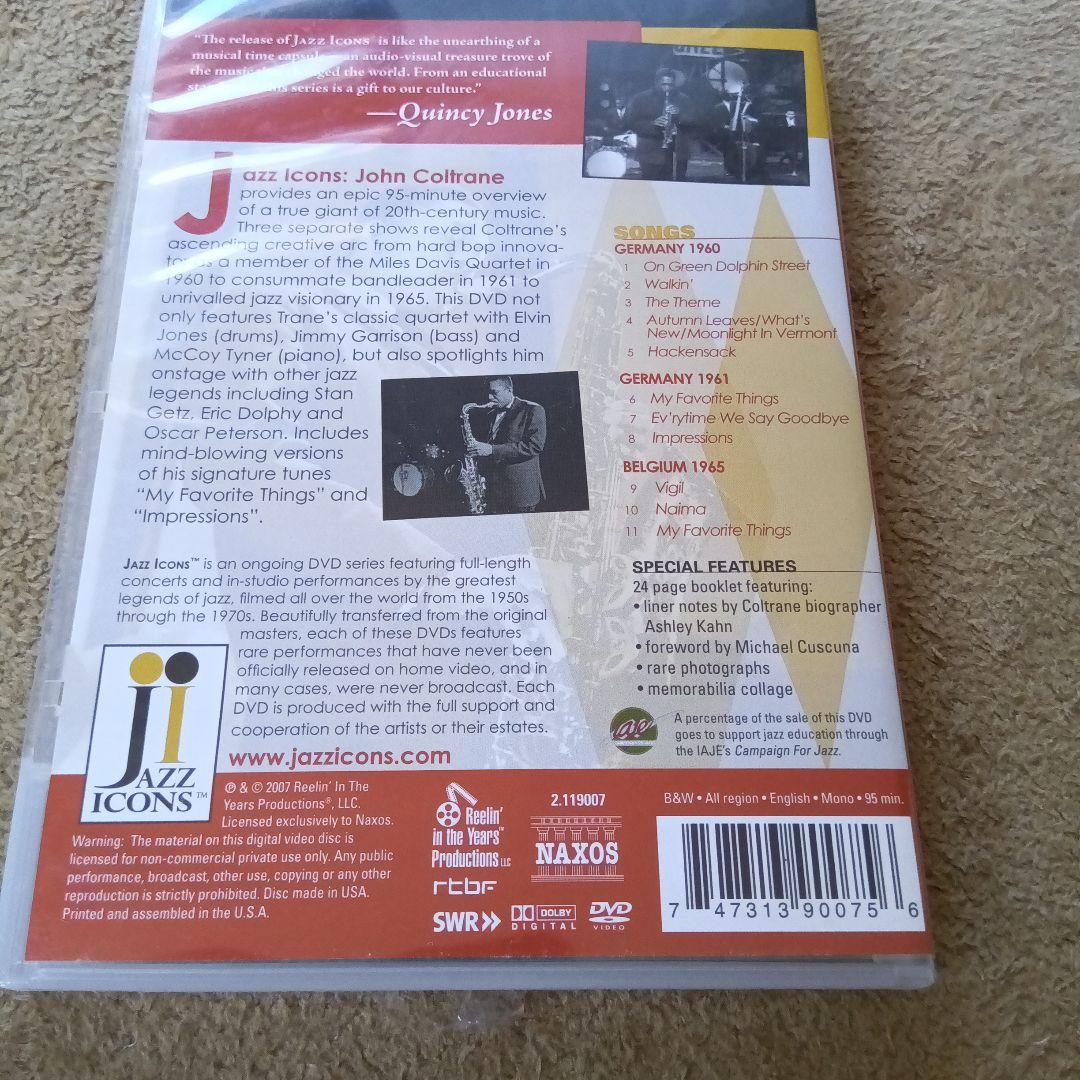 "The release of JAZZ ICONS® is like the unearthing of a
musical time an audio-visual treasure trove of
the the world. From an educational
series is a gift to our culture."
—Quincy Jones
Jazz Icons: John Coltrane
provides an epic 95-minute overview
of a true giant of 20th-century music.
Three separate shows reveal Coltrane's
ascending creative arc from hard bop innova-
as a member of the Miles Davis Quartet in
1960 to consummate bandleader in 1961 to
unrivalled jazz visionary in 1965. This DVD not
only features Trane's classic quartet with Elvin
Jones (drums), Jimmy Garrison (bass) and
McCoy Tyner (piano), but also spotlights him
onstage with other jazz
legends including Stan
Getz, Eric Dolphy and
Oscar Peterson. Includes
mind-blowing versions
of his signature tunes
"My Favorite Things" and
"Impressions".
SONGS
GERMANY 1960
1 On Green Dolphin Street
2 Walkin'
3 The Theme
4 Autumn Leaves/What's
New/Moonlight In Vermont
5 Hackensack
GERMANY 1961
6 My Favorite Things
7 Ev'rytime We Say Goodbye
8 Impressions
BELGIUM 1965
9 Vigil
10 Naima
11 My Favorite Things
SPECIAL FEATURES
24 page booklet featuring:
• liner notes by Coltrane biographer
Ashley Kahn
• foreword by Michael Cuscuna
• rare photographs
• memorabilia collage
A percentage of the sale of this DVD
goes to support jazz education through
the IAJE's Campaign For Jazz.
JAZZ ICONS™ is an ongoing DVD series featuring full-length
concerts and in-studio performances by the greatest
legends of jazz, filmed all over the world from the 1950s
through the 1970s. Beautifully transferred from the original
masters, each of these DVDs features
rare performances that have never been
officially released on home video, and in
many cases, were never broadcast. Each
DVD is produced with the full support and
cooperation of the artists or their estates.
www.jazzicons.com
ji
JAZZ
ICONS™
℗ & © 2007 Reelin' In The
Years Productions®, LLC.
Licensed exclusively to Naxos.
Warning: The material on this digital video disc is
licensed for non-commercial private use only. Any public
performance, broadcast, other use, copying or any other
reproduction is strictly prohibited. Disc made in USA.
Printed and assembled in the U.S.A.
Reelin'
in the Years™
Productions LLC
rtbf
SWR
2.119007
NAXOS
DOLBY
DIGITAL
DVD
VIDEO
B&W • All region • English • Mono • 95 min.
7 47313 90075 6